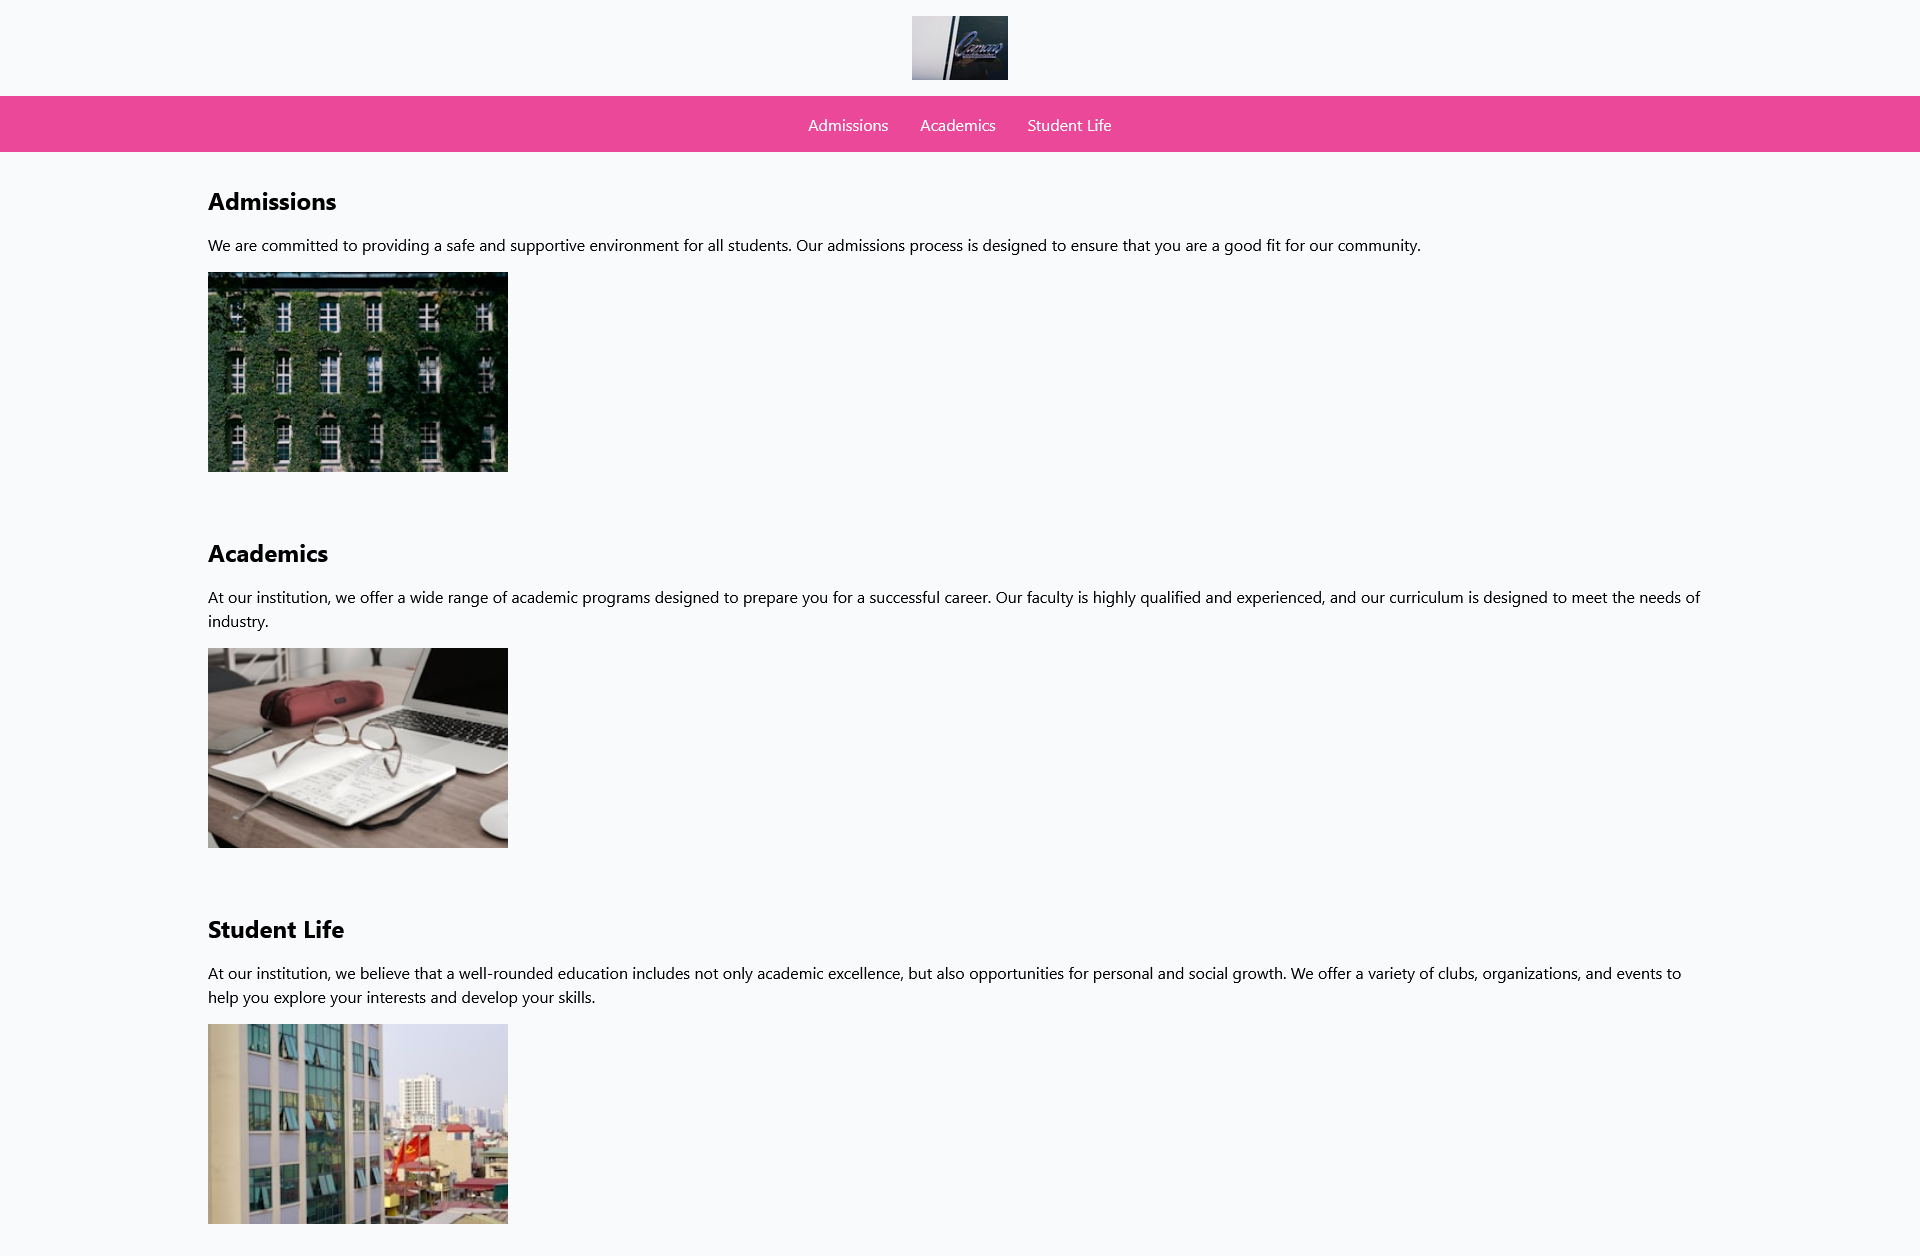 Camaro
Admissions Academics Student Life
Admissions
We are committed to providing a safe and supportive environment for all students. Our admissions process is designed to ensure that you are a good fit for our community.
Academics
At our institution, we offer a wide range of academic programs designed to prepare you for a successful career. Our faculty is highly qualified and experienced, and our curriculum is designed to meet the needs of
industry.
Student Life
At our institution, we believe that a well-rounded education includes not only academic excellence, but also opportunities for personal and social growth. We offer a variety of clubs, organizations, and events to
help you explore your interests and develop your skills.